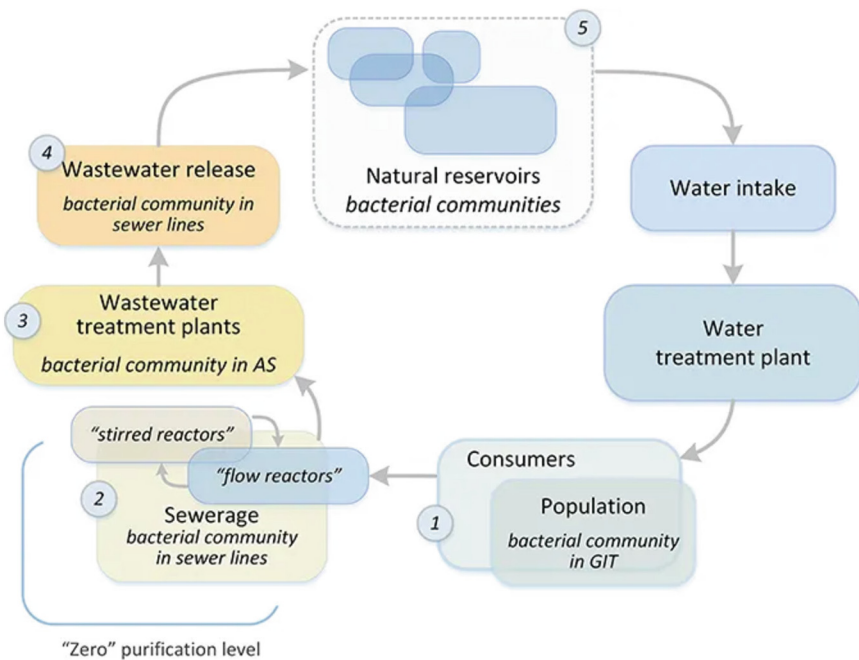 5
Natural reservoirs
bacterial communities
4
Wastewater release
bacterial community in
sewer lines
Water intake
3
Wastewater
treatment plants
bacterial community in AS
Water
treatment plant
"stirred reactors"
"flow reactors"
2
Sewerage
bacterial community
in sewer lines
Consumers
1
Population
bacterial community
in GIT
"Zero" purification level